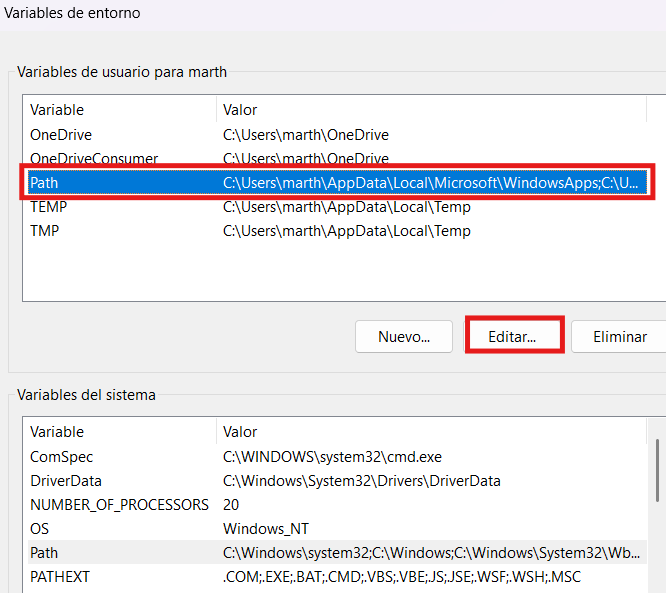 Variables de entorno
Variables de usuario para marth
Variable Valor
OneDrive C:\Users\marth\OneDrive
OneDriveConsumer C:\Users\marth\OneDrive
Path C:\Users\marth\AppData\Local\Microsoft\WindowsApps;C:\U...
TEMP C:\Users\marth\AppData\Local\Temp
TMP C:\Users\marth\AppData\Local\Temp
Nuevo... Editar... Eliminar
Variables del sistema
Variable Valor
ComSpec C:\WINDOWS\system32\cmd.exe
DriverData C:\Windows\System32\Drivers\DriverData
NUMBER_OF_PROCESSORS 20
OS Windows_NT
Path C:\Windows\system32;C:\Windows;C:\Windows\System32\Wb...
PATHEXT .COM;.EXE;.BAT;.CMD;.VBS;.VBE;.JS;.JSE;.WSF;.WSH;.MSC